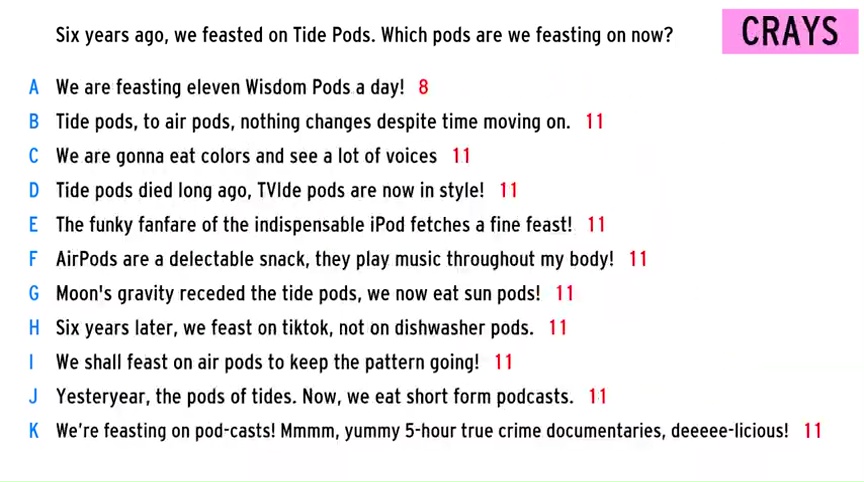 Six years ago, we feasted on Tide Pods. Which pods are we feasting on now?
CRAYS
A We are feasting eleven Wisdom Pods a day! 8
B Tide pods, to air pods, nothing changes despite time moving on. 11
C We are gonna eat colors and see a lot of voices 11
D Tide pods died long ago, TVIde pods are now in style! 11
E The funky fanfare of the indispensable iPod fetches a fine feast! 11
F AirPods are a delectable snack, they play music throughout my body! 11
G Moon's gravity receded the tide pods, we now eat sun pods! 11
H Six years later, we feast on tiktok, not on dishwasher pods. 11
I We shall feast on air pods to keep the pattern going! 11
J Yesteryear, the pods of tides. Now, we eat short form podcasts. 11
K We're feasting on pod-casts! Mmmm, yummy 5-hour true crime documentaries, deeeee-licious! 11